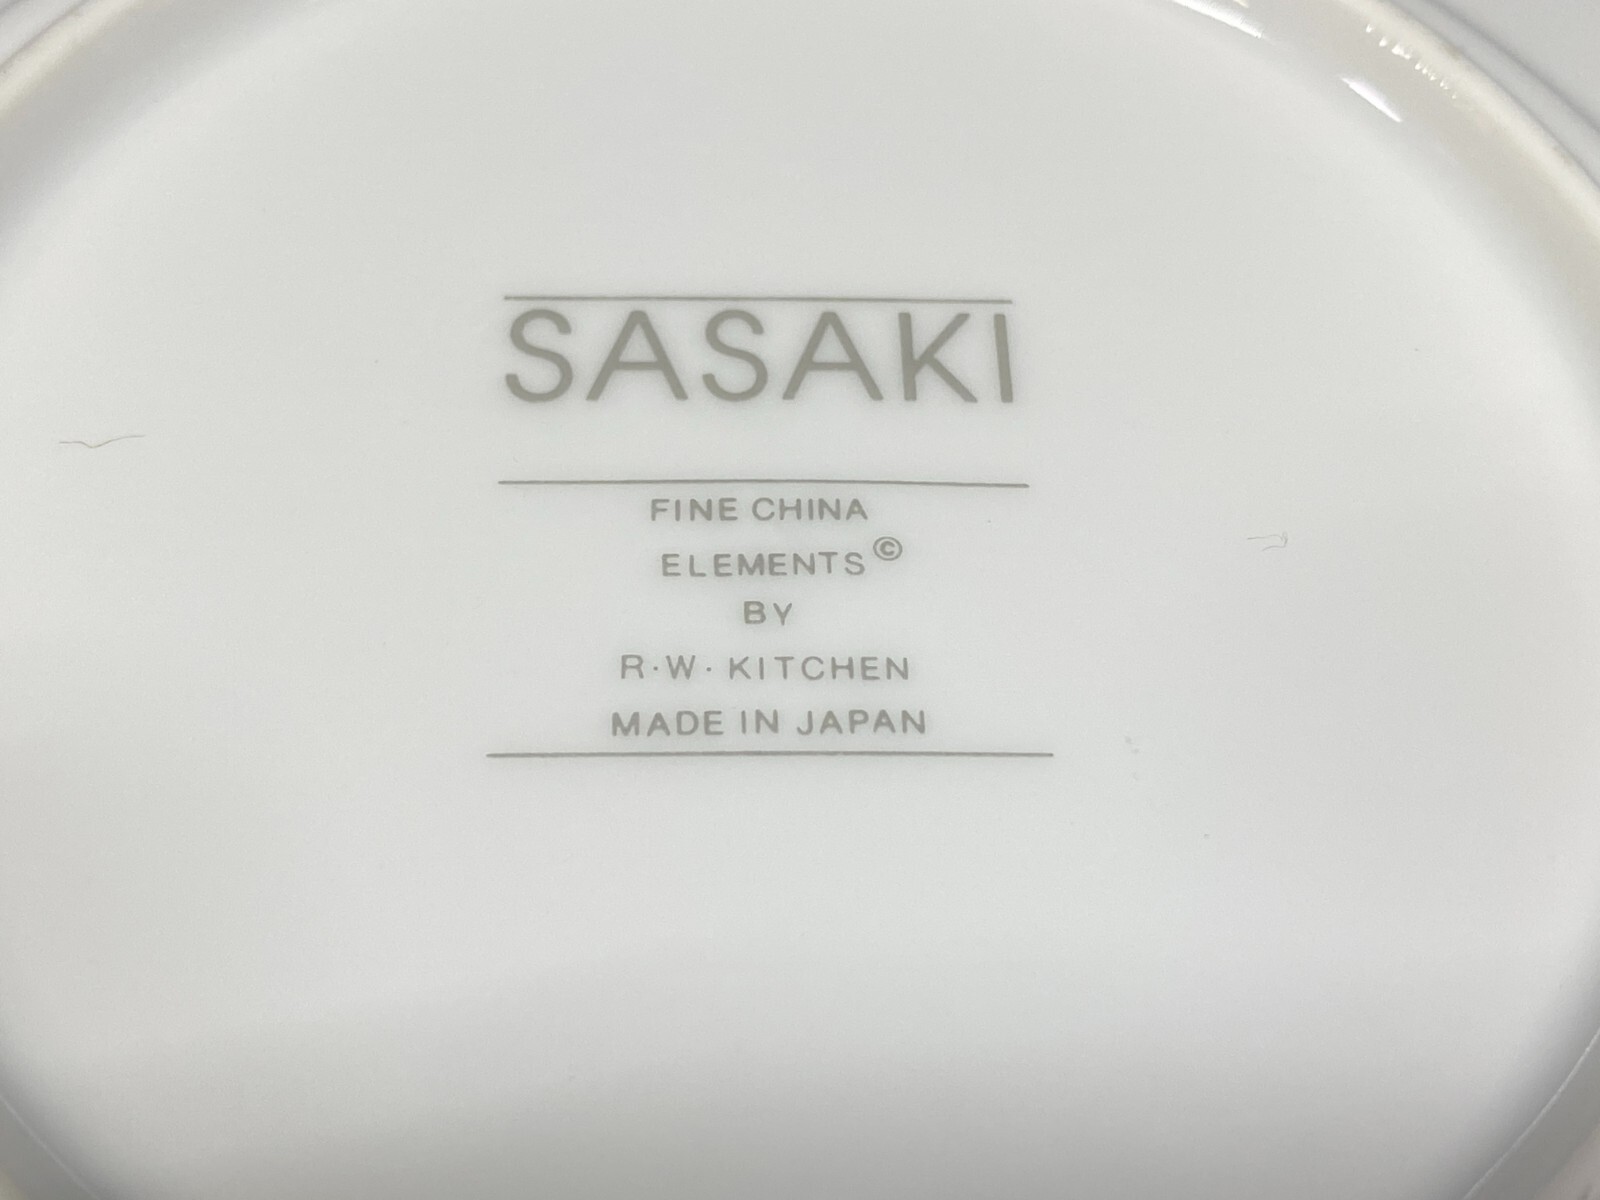 SASAKI
FINE CHINA
ELEMENTS©
BY
R·W·KITCHEN
MADE IN JAPAN